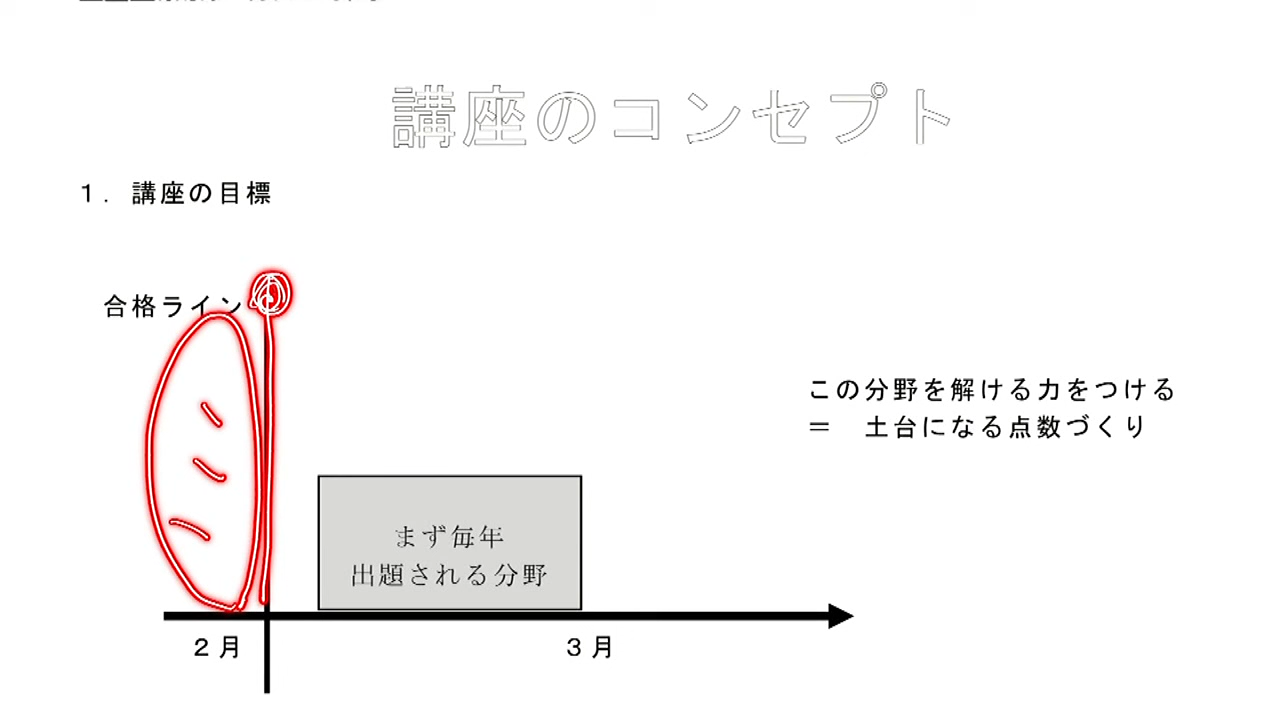 講座のコンセプト
１．講座の目標
合格ライン
この分野を解ける力をつける
＝　土台になる点数づくり
まず毎年
出題される分野
２月
３月